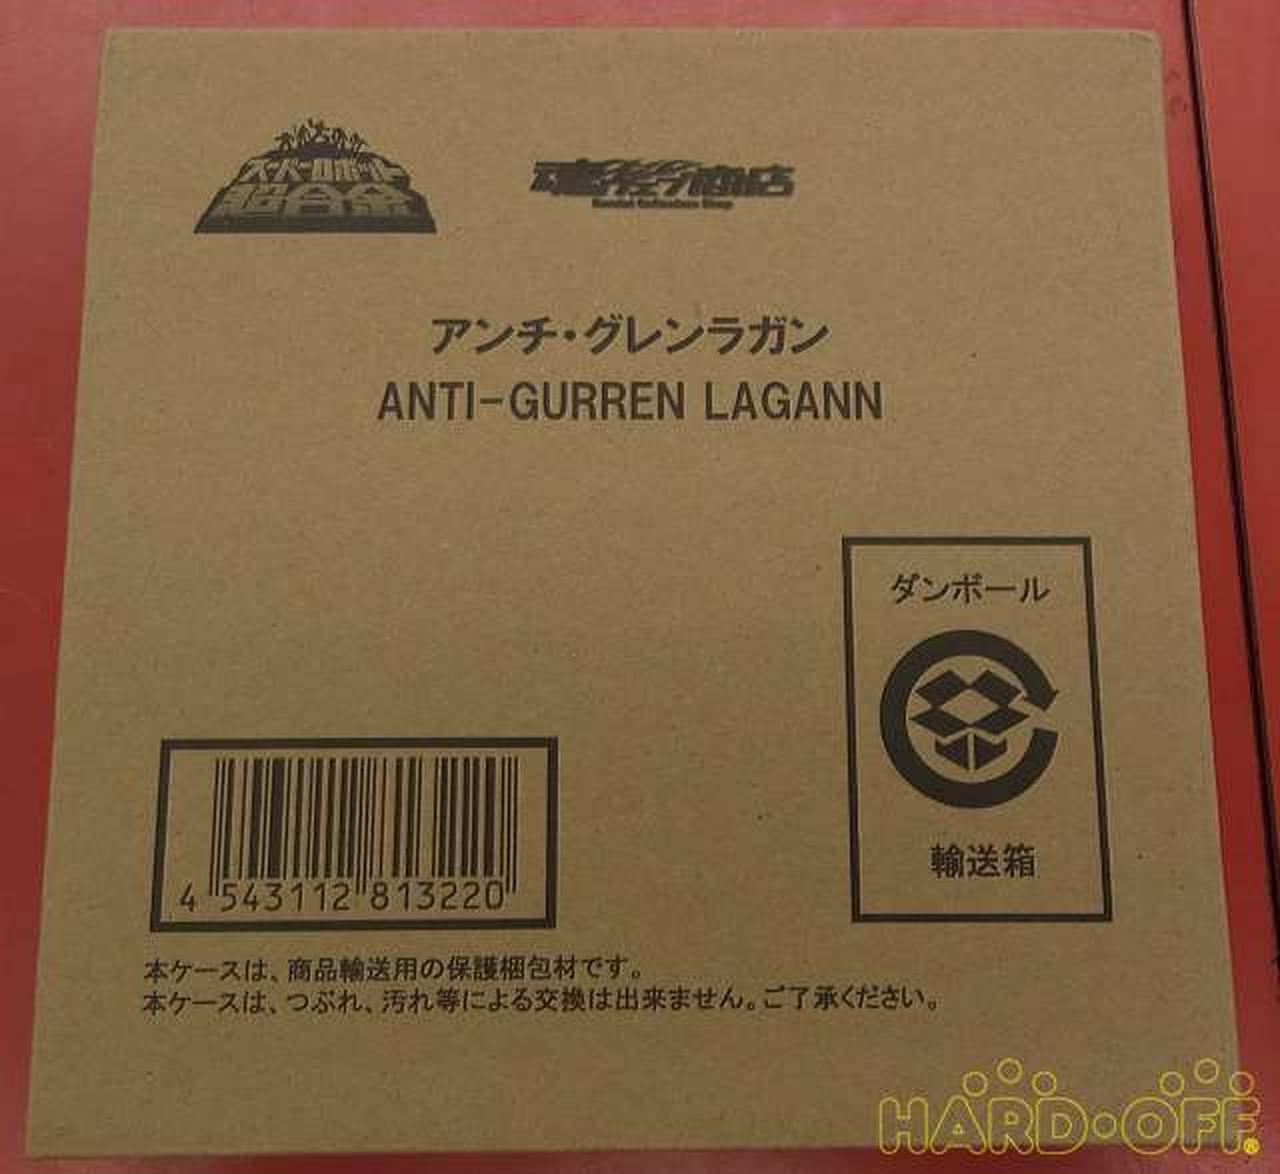 スーパーロボット
超合金
魂ウェブ商店
アンチ・グレンラガン
ANTI-GURREN LAGANN
ダンボール
輸送箱
4 543112 813220
本ケースは、商品輸送用の保護梱包材です。
本ケースは、つぶれ、汚れ等による交換は出来ません。ご了承ください。
HARD・OFF®